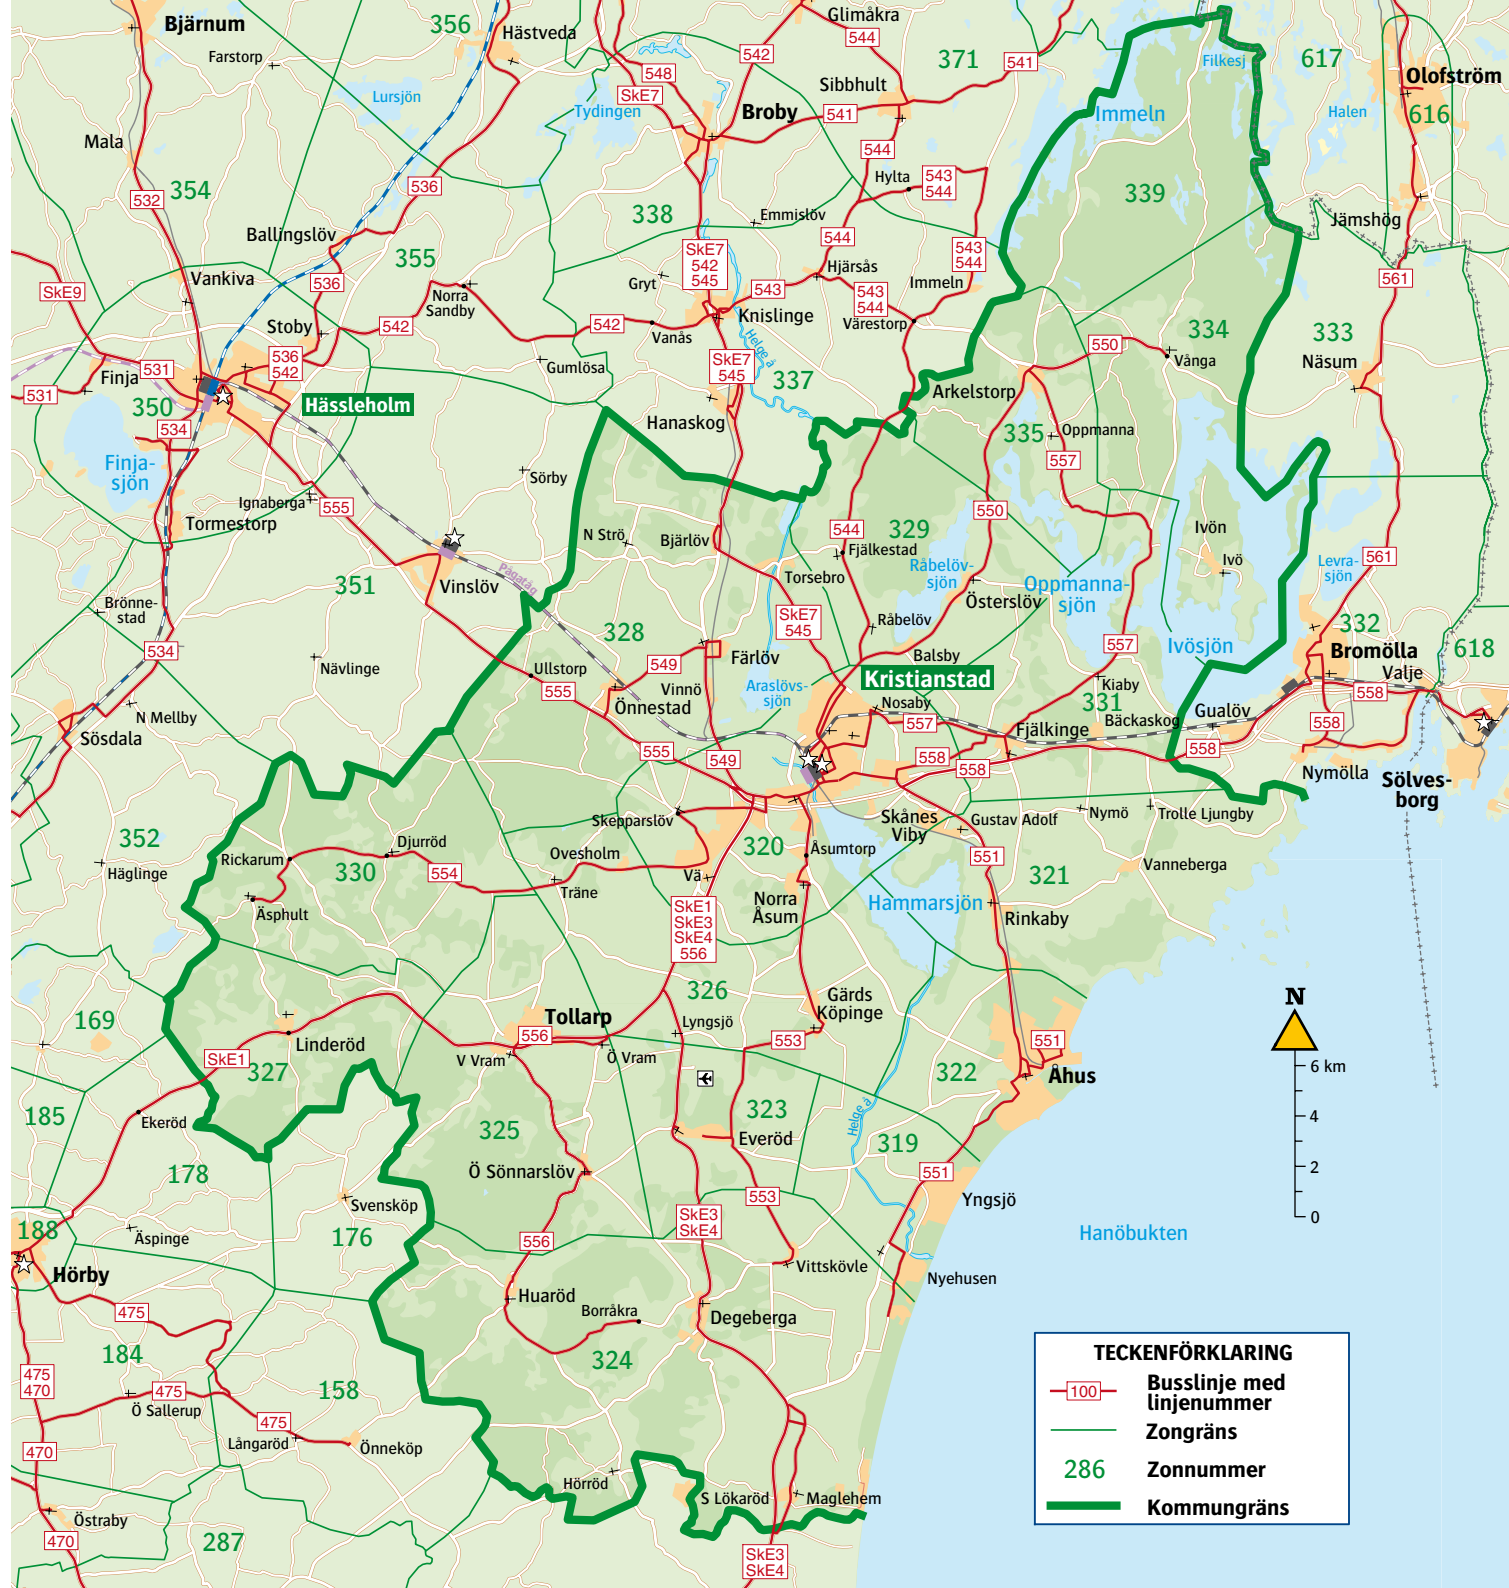 Bjärnum
356
Hästveda
Farstorp
Lursjön
Mala
354
532
536
Ballingslöv
355
Vankiva
SkE9
536
Norra
Sandby
Stoby
542
542
Gumlösa
Finja
531
531
536
542
350
Hässleholm
534
Finja-
sjön
Ignaberga
555
Sörby
Tormestorp
351
Vinslöv
Pågatåg
Brönne-
stad
534
Nävlinge
N Mellby
Sösdala
Glimåkra
544
542
548
SkE7
Tydingen
Broby
Sibbhult
541
371
541
544
Hylta
543
544
338
Emmislöv
544
SkE7
542
545
Gryt
Hjärsås
543
543
544
Immeln
543
544
Vanås
Knislinge
Helge å
Värestorp
SkE7
545
337
Hanaskog
Immeln
339
Filkesj
617
Olofström
616
Halen
Jämshög
561
333
Näsum
334
550
Vånga
Arkelstorp
335
Oppmanna
557
550
Ivön
Ivö
Levra-
sjön
561
332
Bromölla
Valje
618
558
558
Nymölla
Sölves-
borg
N Strö
Bjärlöv
544
329
Fjälkestad
Torsebro
Råbelöv-
sjön
Österslöv
Oppmanna-
sjön
SkE7
545
Råbelöv
Balsby
557
Ivösjön
328
Ullstorp
549
Färlöv
Vinnö
Araslövs-
sjön
555
Önnestad
Kristianstad
Nosaby
557
Kiaby
331
Bäckaskog
Gualöv
Fjälkinge
558
555
549
558
558
Skepparslöv
Skånes
Viby
Gustav Adolf
Nymö
Trolle Ljungby
352
Häglinge
Rickarum
Djurröd
330
554
Ovesholm
Träne
Vä
320
Åsumtorp
551
Vanneberga
321
Äsphult
SkE1
SkE3
SkE4
556
Norra
Åsum
Hammarsjön
Rinkaby
169
Linderöd
SkE1
327
Tollarp
556
V Vram
Ö Vram
326
Lyngsjö
Gärds
Köpinge
553
551
Åhus
322
185
Ekeröd
178
325
323
Everöd
Helge å
319
Ö Sönnarslöv
551
Yngsjö
553
Svensköp
188
Äspinge
176
SkE3
SkE4
556
Hanöbukten
Hörby
Vittskövle
Nyehusen
Huaröd
Borråkra
Degeberga
475
184
324
475
470
475
158
Ö Sallerup
475
Långaröd
Önneköp
470
Hörröd
S Lökaröd
Maglehem
Östraby
287
470
SkE3
SkE4
N
6 km
4
2
0
TECKENFÖRKLARING
100
Busslinje med
linjenummer
Zongräns
286
Zonnummer
Kommungräns